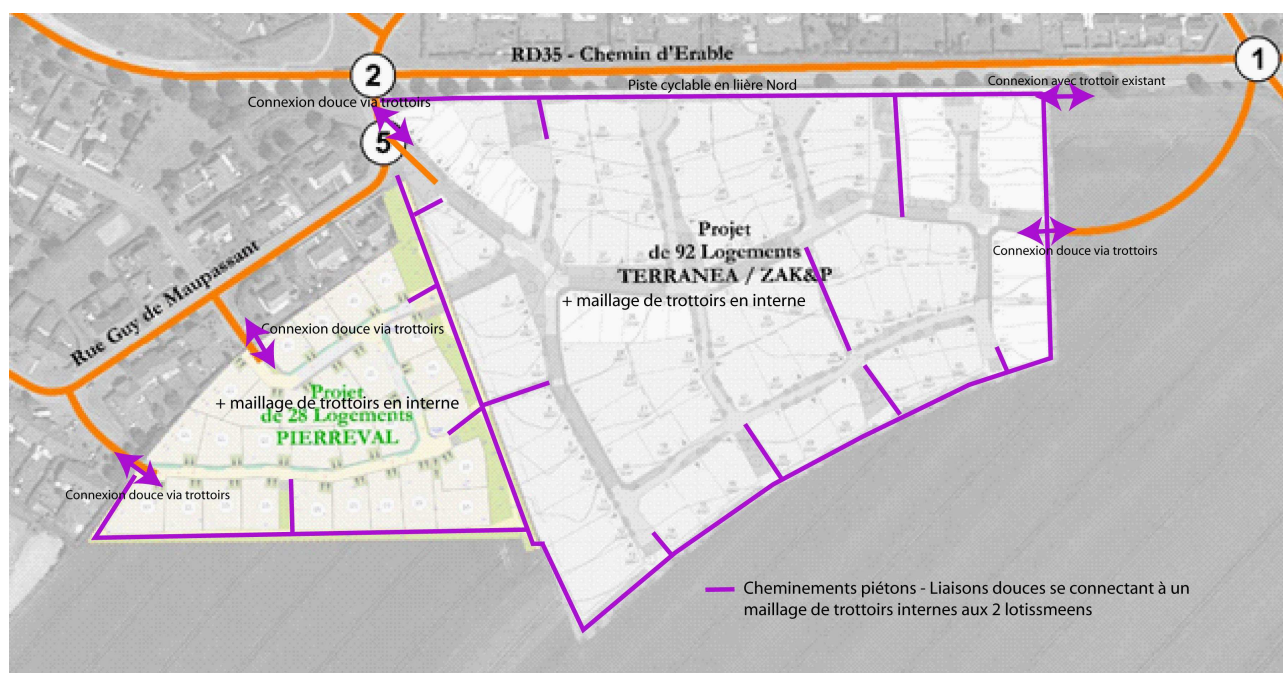 RD35 - Chemin d'Erable
1
2
Piste cyclable en liière Nord
Connexion avec trottoir existant
Connexion douce via trottoirs
5
Projet
de 92 Logements
TERRANEA / ZAK&P
+ maillage de trottoirs en interne
Connexion douce via trottoirs
Rue Guy de Maupassant
Connexion douce via trottoirs
Projet
+ maillage de trottoirs en interne
de 28 Logements
PIERREVAL
Connexion douce via trottoirs
Cheminements piétons - Liaisons douces se connectant à un
maillage de trottoirs internes aux 2 lotissmeens